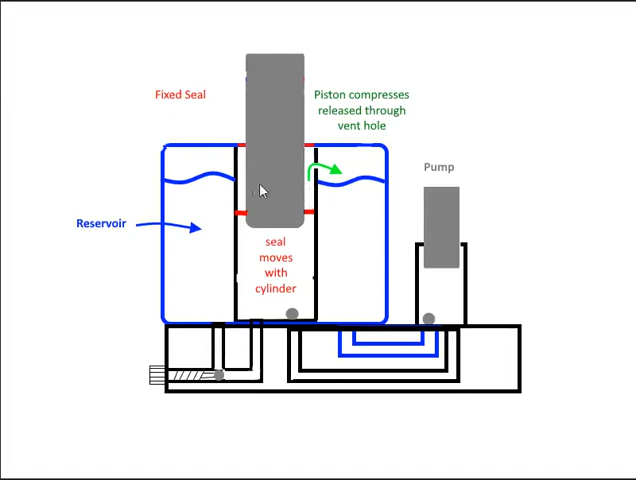 Fixed Seal
Piston compresses
released through
vent hole
Pump
Reservoir
seal
moves
with
cylinder